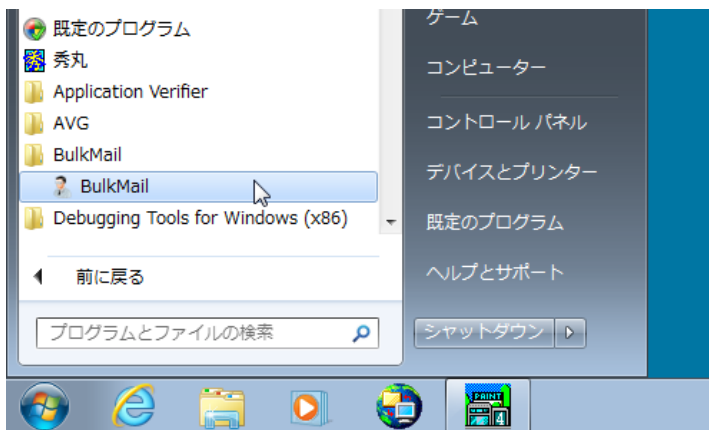 既定のプログラム
秀丸
Application Verifier
AVG
BulkMail
BulkMail
Debugging Tools for Windows (x86)
前に戻る
プログラムとファイルの検索
ゲーム
コンピューター
コントロール パネル
デバイスとプリンター
既定のプログラム
ヘルプとサポート
シャットダウン
PAINT
4